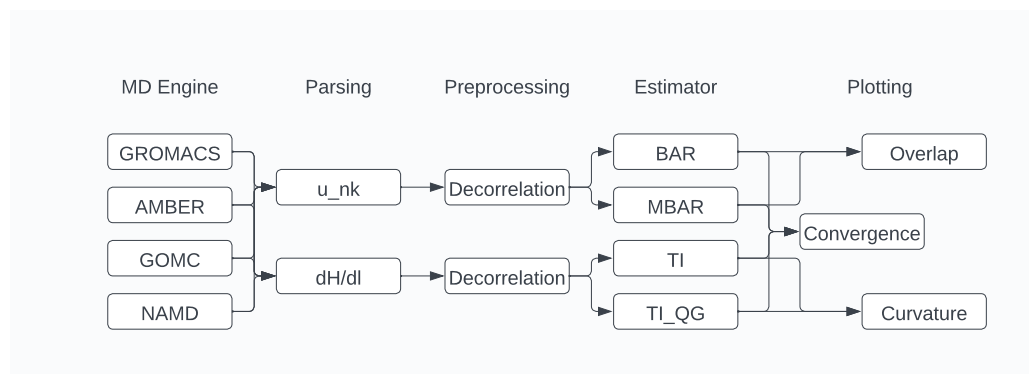 MD Engine
Parsing
Preprocessing
Estimator
Plotting
GROMACS
AMBER
GOMC
NAMD
u_nk
dH/dl
Decorrelation
Decorrelation
BAR
MBAR
TI
TI_QG
Overlap
Convergence
Curvature